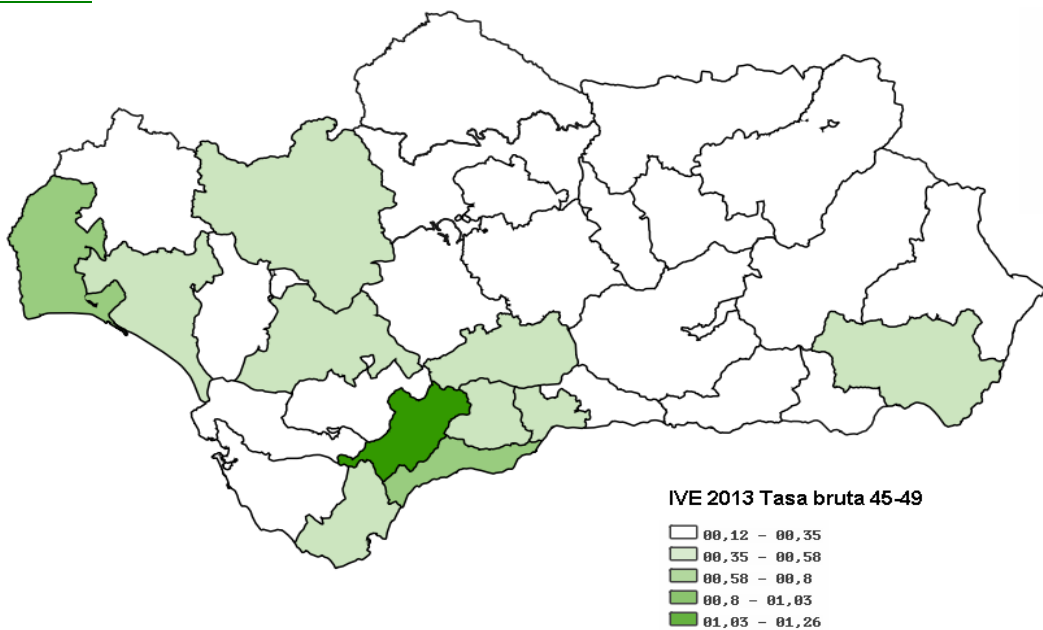 IVE 2013 Tasa bruta 45-49
00,12 - 00,35
00,35 - 00,58
00,58 - 00,8
00,8 - 01,03
01,03 - 01,26